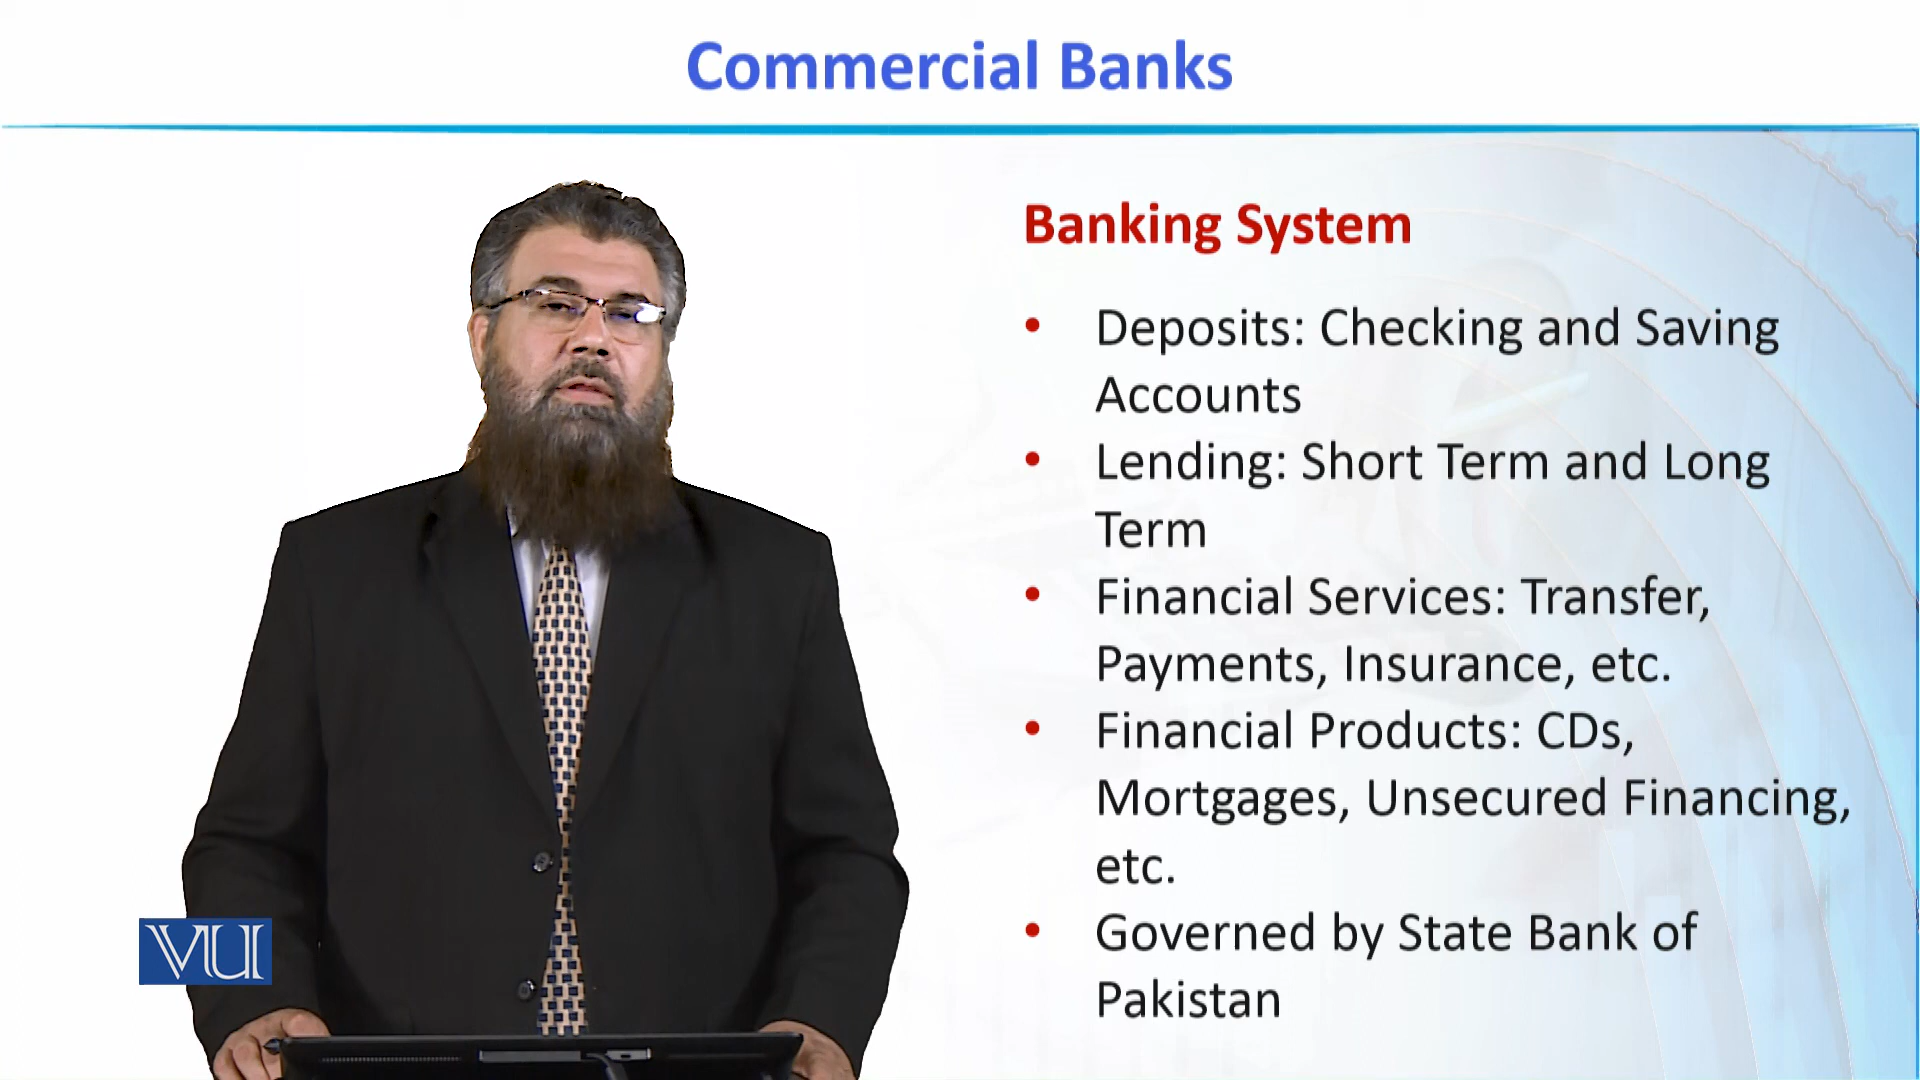 Commercial Banks
Banking System
• Deposits: Checking and Saving
Accounts
• Lending: Short Term and Long
Term
• Financial Services: Transfer,
Payments, Insurance, etc.
• Financial Products: CDs,
Mortgages, Unsecured Financing,
etc.
• Governed by State Bank of
Pakistan
VU